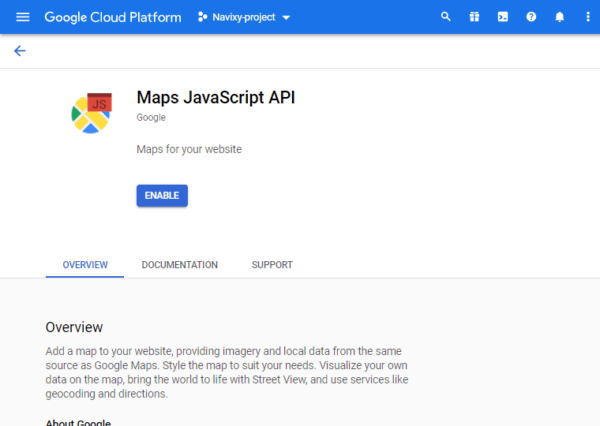 Google Cloud Platform Navixy-project
JS
Maps JavaScript API
Google
Maps for your website
ENABLE
OVERVIEW DOCUMENTATION SUPPORT
Overview
Add a map to your website, providing imagery and local data from the same
source as Google Maps. Style the map to suit your needs. Visualize your own
data on the map, bring the world to life with Street View, and use services like
geocoding and directions.
About Google